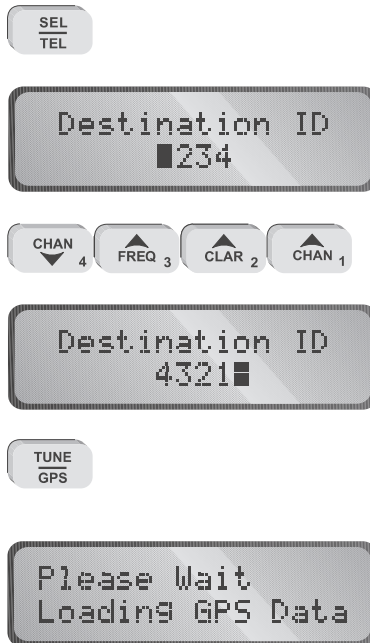 SEL
TEL
Destination ID
234
CHAN 4 FREQ 3 CLAR 2 CHAN 1
Destination ID
4321
TUNE
GPS
Please Wait
Loading GPS Data